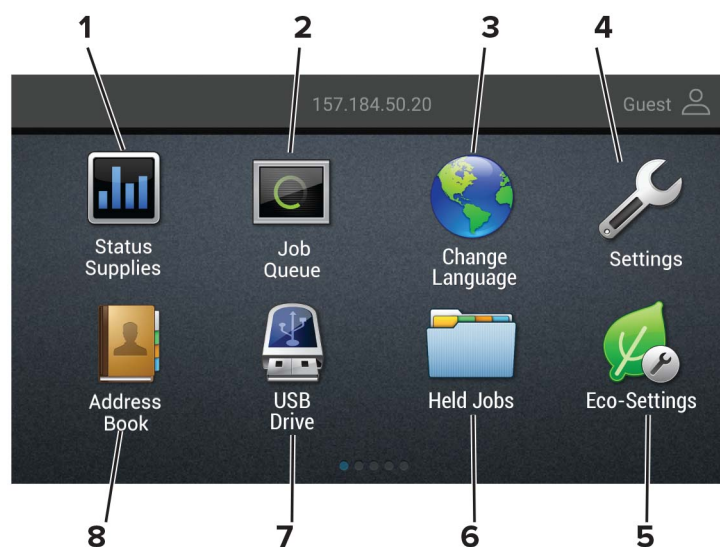 1 2 3 4
157.184.50.20 Guest
Status
Supplies
Job
Queue
Change
Language
Settings
Address
Book
USB
Drive
Held Jobs
Eco-Settings
8 7 6 5